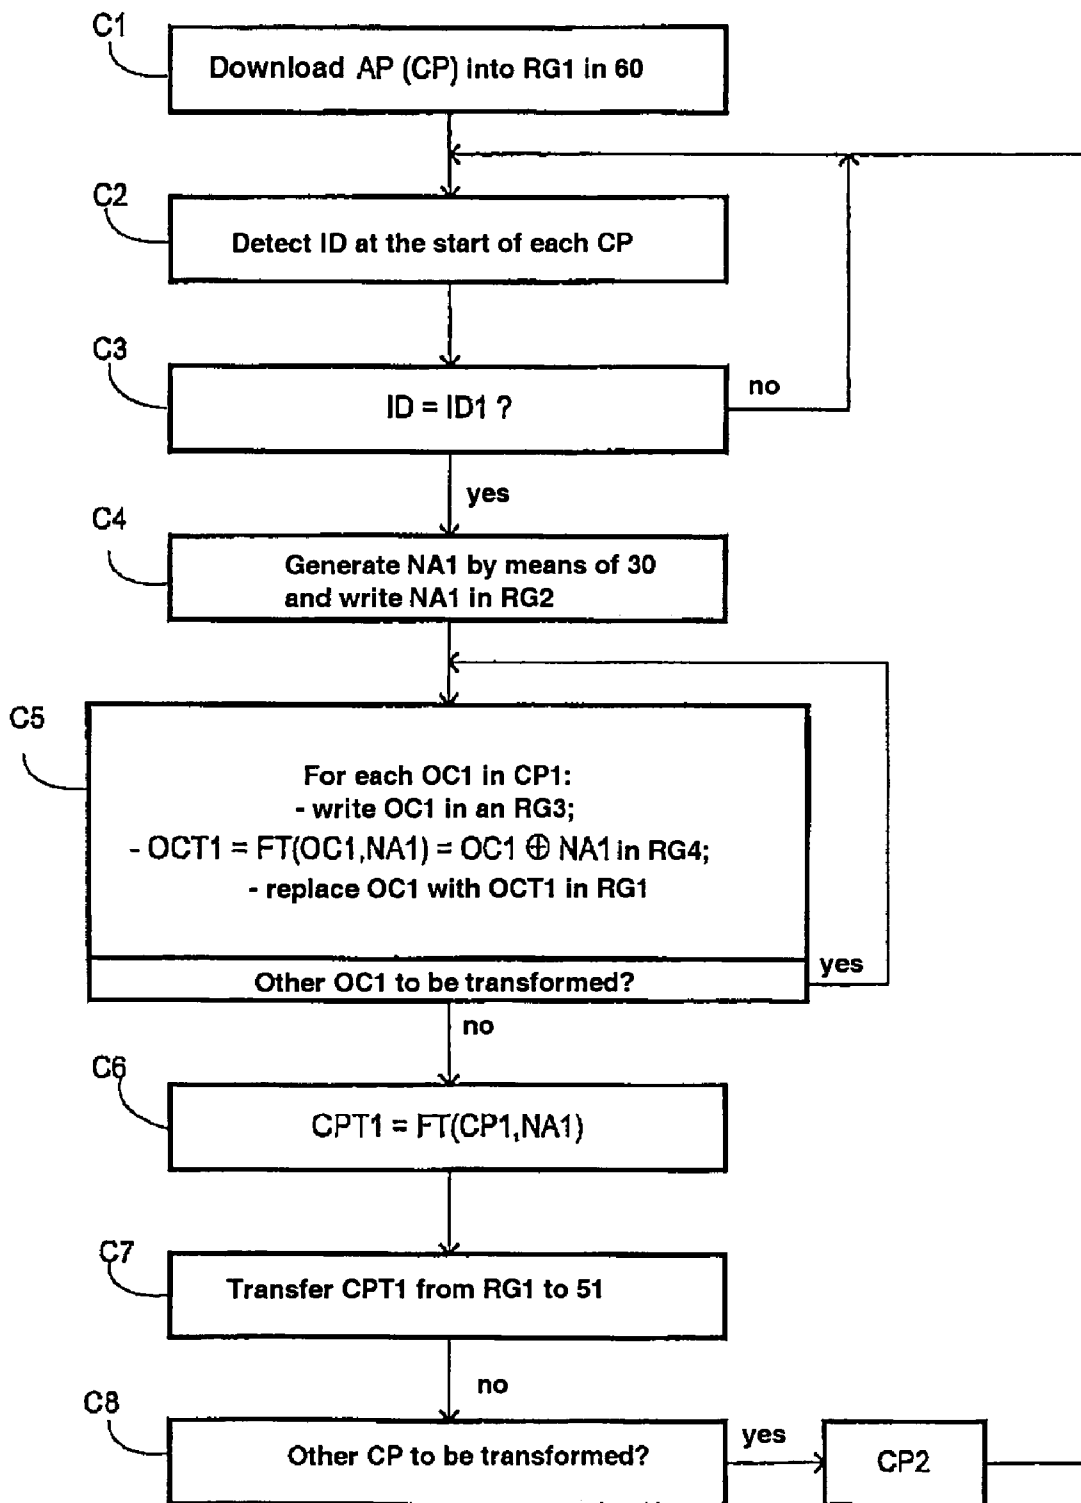 C1
Download AP (CP) into RG1 in 60
C2
Detect ID at the start of each CP
C3
ID = ID1 ?
no
yes
C4
Generate NA1 by means of 30
and write NA1 in RG2
C5
For each OC1 in CP1:
- write OC1 in an RG3;
- OCT1 = FT(OC1,NA1) = OC1 ⊕ NA1 in RG4;
- replace OC1 with OCT1 in RG1
Other OC1 to be transformed?
yes
no
C6
CPT1 = FT(CP1,NA1)
C7
Transfer CPT1 from RG1 to 51
no
C8
Other CP to be transformed?
yes
CP2